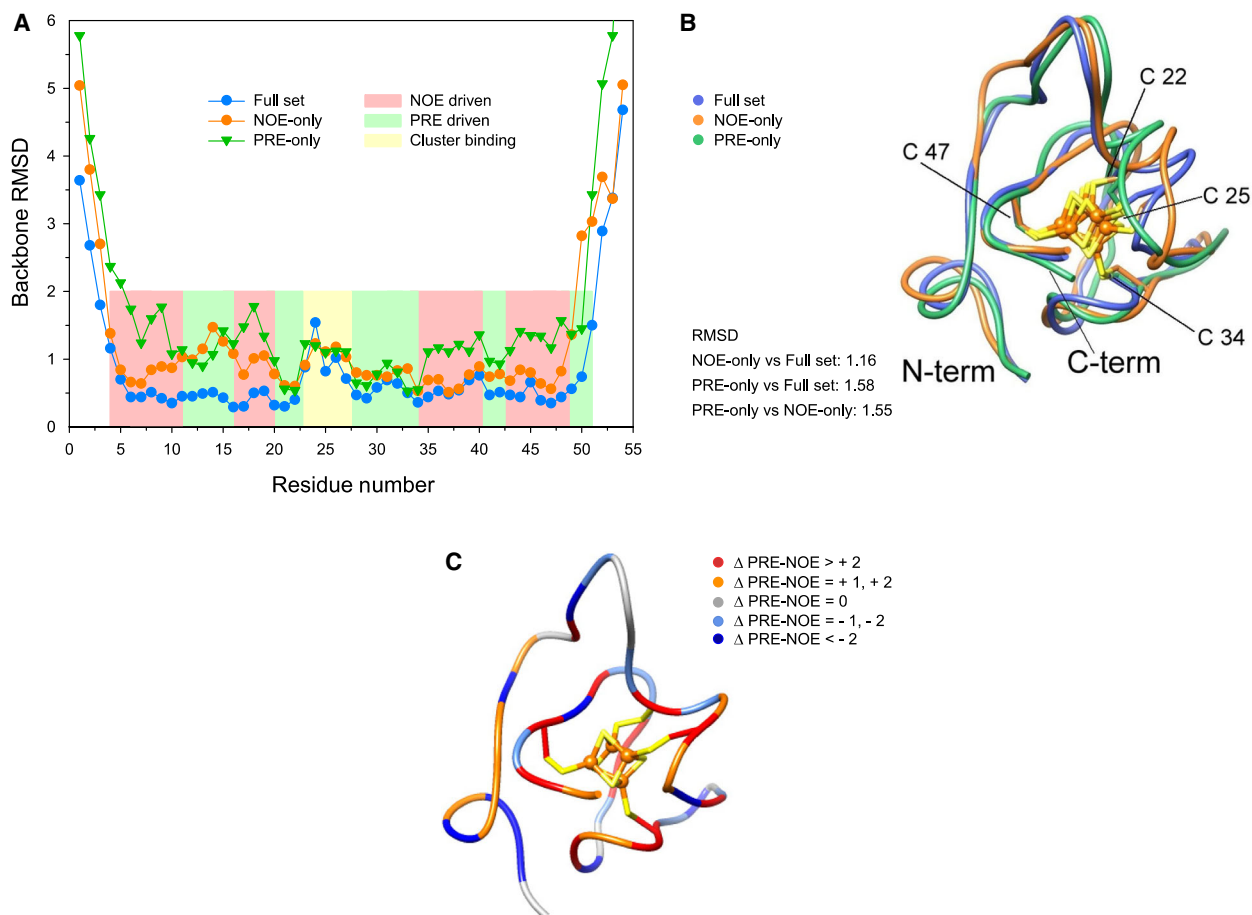 A
6
5
4
3
2
1
0
Backbone RMSD
0 5 10 15 20 25 30 35 40 45 50 55
Residue number
Full set
NOE-only
PRE-only
NOE driven
PRE driven
Cluster binding
B
Full set
NOE-only
PRE-only
C 22
C 47
C 25
C 34
N-term
C-term
RMSD
NOE-only vs Full set: 1.16
PRE-only vs Full set: 1.58
PRE-only vs NOE-only: 1.55
C
Δ PRE-NOE > + 2
Δ PRE-NOE = + 1, + 2
Δ PRE-NOE = 0
Δ PRE-NOE = - 1, - 2
Δ PRE-NOE < - 2